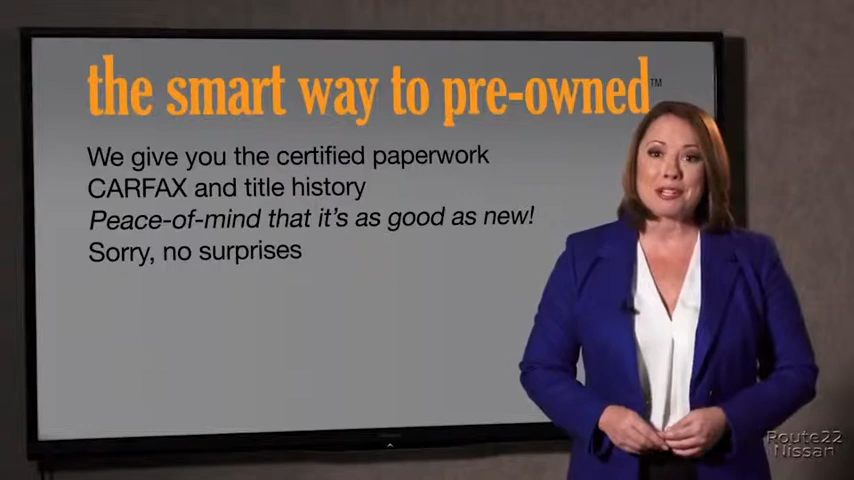 the smart way to pre-owned™
We give you the certified paperwork
CARFAX and title history
Peace-of-mind that it's as good as new!
Sorry, no surprises
Route22
Nissan